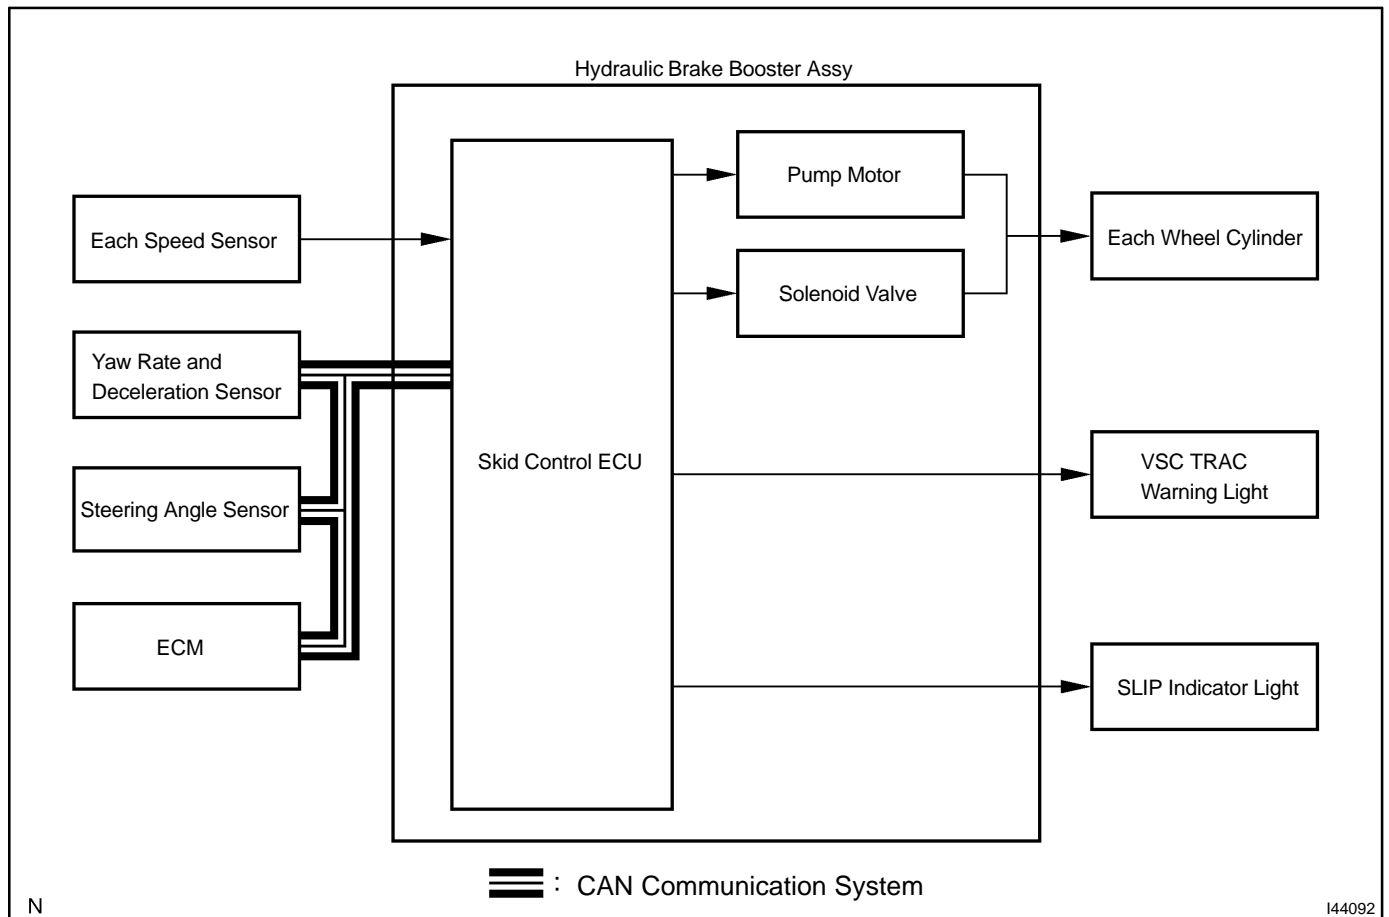 Hydraulic Brake Booster Assy
Pump Motor
Each Speed Sensor
Each Wheel Cylinder
Solenoid Valve
Yaw Rate and
Deceleration Sensor
Skid Control ECU
VSC TRAC
Warning Light
Steering Angle Sensor
ECM
SLIP Indicator Light
: CAN Communication System
N
I44092